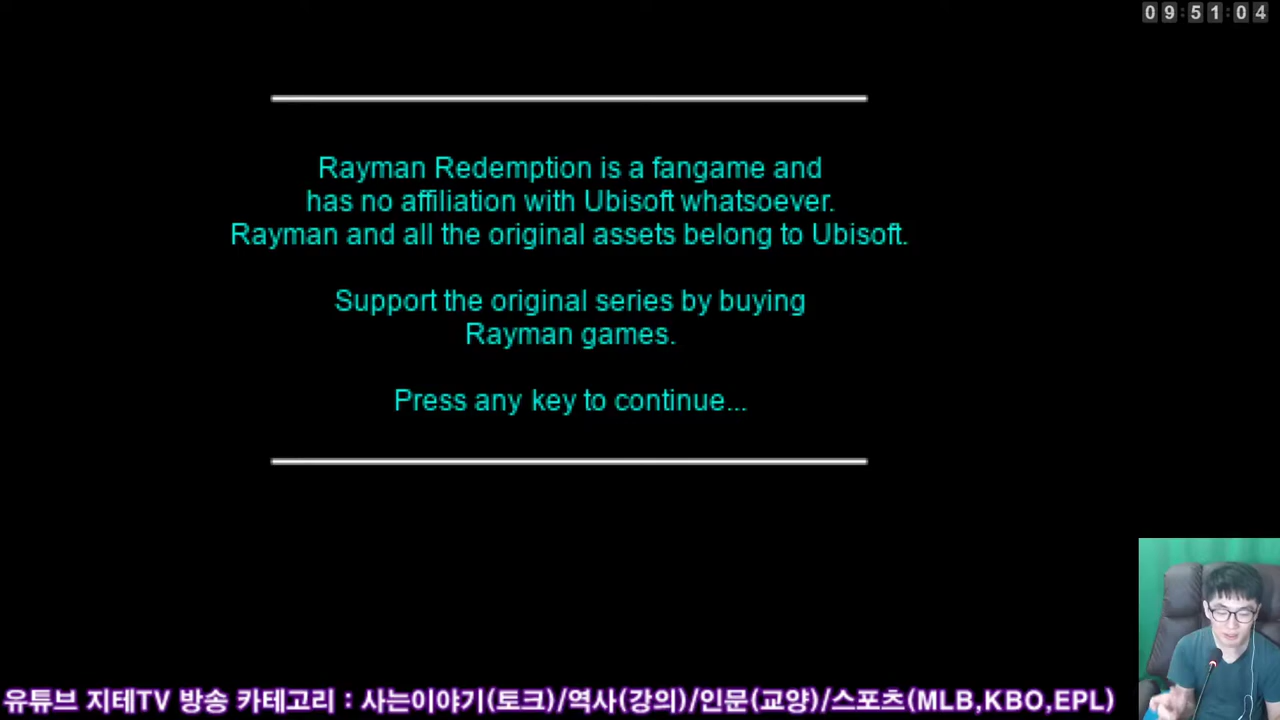 09:51:04
Rayman Redemption is a fangame and
has no affiliation with Ubisoft whatsoever.
Rayman and all the original assets belong to Ubisoft.
Support the original series by buying
Rayman games.
Press any key to continue...
유튜브 지테TV 방송 카테고리 : 사는이야기(토크)/역사(강의)/인문(교양)/스포츠(MLB,KBO,EPL)